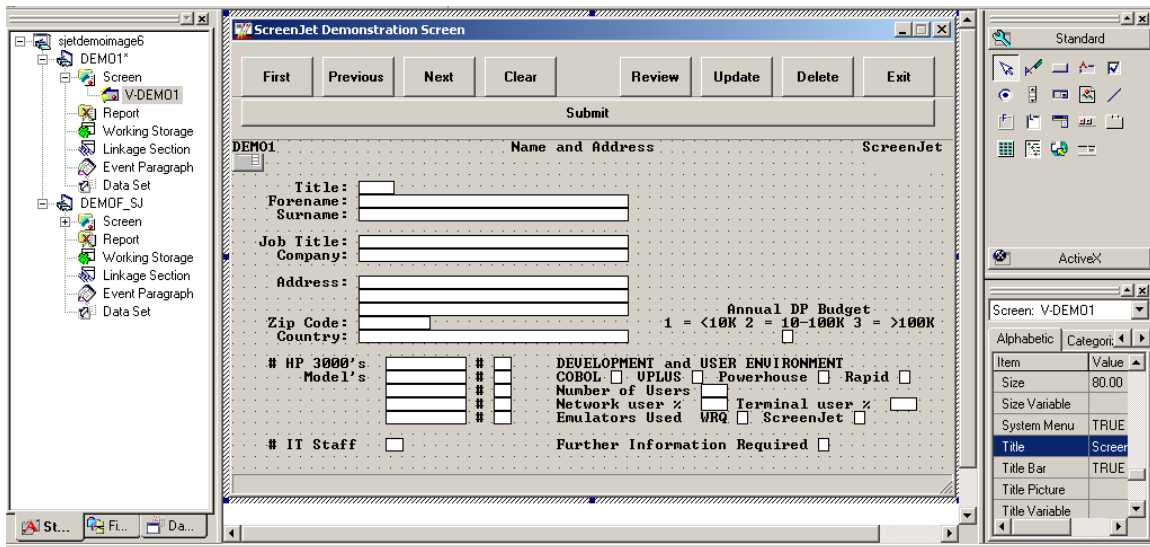 sjetdemoimage6
DEMO1*
Screen
V-DEMO1
Report
Working Storage
Linkage Section
Event Paragraph
Data Set
DEMOF_SJ
Screen
Report
Working Storage
Linkage Section
Event Paragraph
Data Set
St... Fi... Da...
ScreenJet Demonstration Screen
First Previous Next Clear Review Update Delete Exit
Submit
DEMO1 Name and Address ScreenJet
Title:
Forename:
Surname:
Job Title:
Company:
Address:
Annual DP Budget
Zip Code: 1 = <10K 2 = 10-100K 3 = >100K
Country:
# HP 3000's # DEVELOPMENT and USER ENVIRONMENT
Model's # COBOL VPLUS Powerhouse Rapid
# Number of Users
# Network user % Terminal user %
# Emulators Used WRQ ScreenJet
# IT Staff Further Information Required
Standard
ActiveX
Screen: V-DEMO1
Alphabetic Categori:
Item Value
Size 80.00
Size Variable
System Menu TRUE
Title Screen
Title Bar TRUE
Title Picture
Title Variable